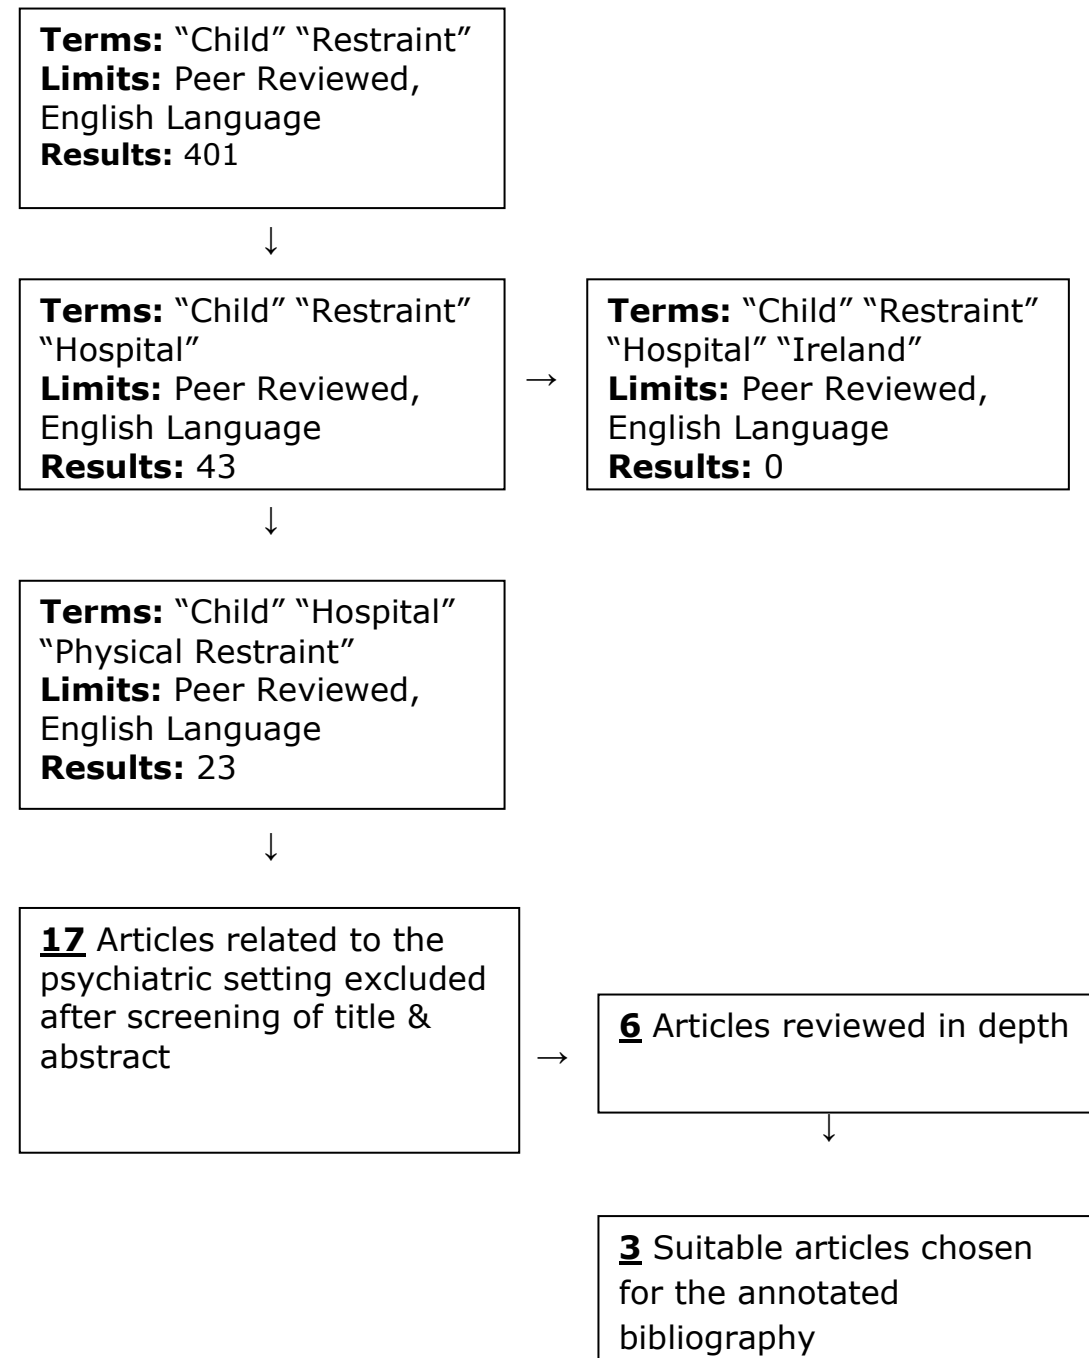 Terms: “Child” “Restraint”
Limits: Peer Reviewed,
English Language
Results: 401
↓
Terms: “Child” “Restraint”
“Hospital”
Limits: Peer Reviewed,
English Language
Results: 43
→
Terms: “Child” “Restraint”
“Hospital” “Ireland”
Limits: Peer Reviewed,
English Language
Results: 0
↓
Terms: “Child” “Hospital”
“Physical Restraint”
Limits: Peer Reviewed,
English Language
Results: 23
↓
17 Articles related to the
psychiatric setting excluded
after screening of title &
abstract
→
6 Articles reviewed in depth
↓
3 Suitable articles chosen
for the annotated
bibliography